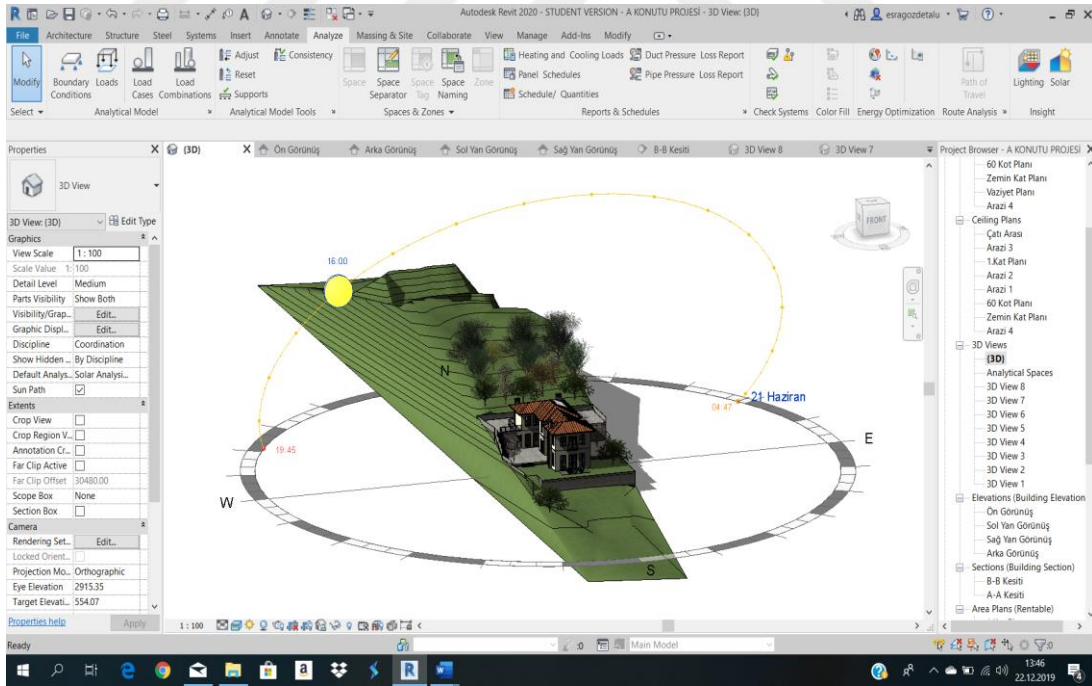 Autodesk Revit 2020 - STUDENT VERSION - A KONUTU PROJESİ - 3D View: {3D}
esragozdetalu
File Architecture Structure Steel Systems Insert Annotate Analyze Massing & Site Collaborate View Manage Add-Ins Modify
Modify
Boundary Conditions
Loads
Load Cases
Load Combinations
Adjust
Reset
Supports
Consistency
Space
Space Separator
Space Tag
Space Naming
Zone
Heating and Cooling Loads
Panel Schedules
Schedule/ Quantities
Duct Pressure Loss Report
Pipe Pressure Loss Report
Path of Travel
Lighting
Solar
Select Analytical Model Analytical Model Tools Spaces & Zones Reports & Schedules Check Systems Color Fill Energy Optimization Route Analysis Insight
Properties
{3D} Ön Görünüş Arka Görünüş Sol Yan Görünüş Sağ Yan Görünüş B-B Kesiti 3D View 8 3D View 7
Project Browser - A KONUTU PROJESİ
3D View
3D View: {3D} Edit Type
Graphics
View Scale 1 : 100
Scale Value 1: 100
Detail Level Medium
Parts Visibility Show Both
Visibility/Grap... Edit...
Graphic Displ... Edit...
Discipline Coordination
Show Hidden ... By Discipline
Default Analys... Solar Analysi...
Sun Path
Extents
Crop View
Crop Region V...
Annotation Cr...
Far Clip Active
Far Clip Offset 30480.00
Scope Box None
Section Box
Camera
Rendering Set... Edit...
Locked Orient...
Projection Mo... Orthographic
Eye Elevation 2915.35
Target Elevati... 554.07
Properties help Apply
16:00
FRONT
N
21 Haziran
04:47
19:45
E
W
S
60 Kot Planı
Zemin Kat Planı
Vaziyet Planı
Arazi 4
Ceiling Plans
Çatı Arası
Arazi 3
1.Kat Planı
Arazi 2
Arazi 1
60 Kot Planı
Zemin Kat Planı
Arazi 4
3D Views
{3D}
Analytical Spaces
3D View 8
3D View 7
3D View 6
3D View 5
3D View 4
3D View 3
3D View 2
3D View 1
Elevations (Building Elevation
Ön Görünüş
Sol Yan Görünüş
Sağ Yan Görünüş
Arka Görünüş
Sections (Building Section)
B-B Kesiti
A-A Kesiti
Area Plans (Rentable)
1 : 100
Ready
:0
Main Model
:0
13:46
22.12.2019